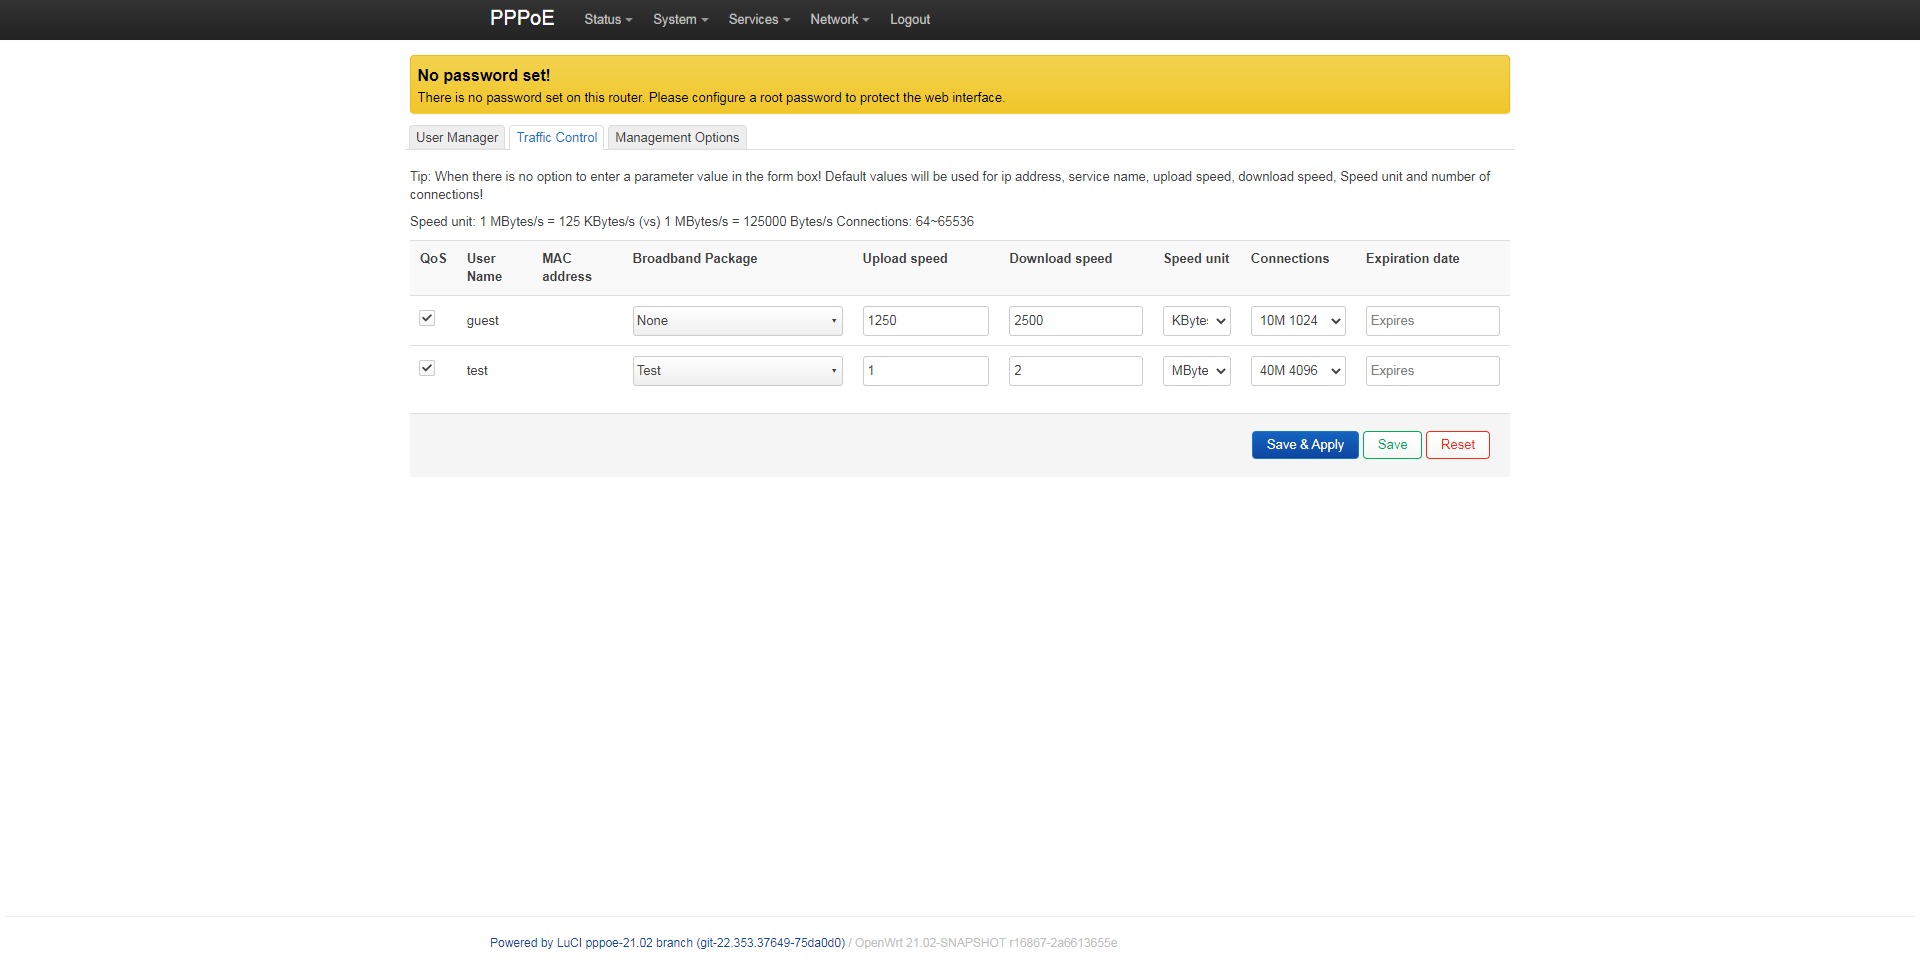 PPPoE Status System Services Network Logout
No password set!
There is no password set on this router. Please configure a root password to protect the web interface.
User Manager Traffic Control Management Options
Tip: When there is no option to enter a parameter value in the form box! Default values will be used for ip address, service name, upload speed, download speed, Speed unit and number of
connections!
Speed unit: 1 MBytes/s = 125 KBytes/s (vs) 1 MBytes/s = 125000 Bytes/s Connections: 64~65536
QoS User Name MAC address Broadband Package Upload speed Download speed Speed unit Connections Expiration date
guest None 1250 2500 KByte 10M 1024 Expires
test Test 1 2 MByte 40M 4096 Expires
Save & Apply Save Reset
Powered by LuCI pppoe-21.02 branch (git-22.353.37649-75da0d0) / OpenWrt 21.02-SNAPSHOT r16867-2a6613655e